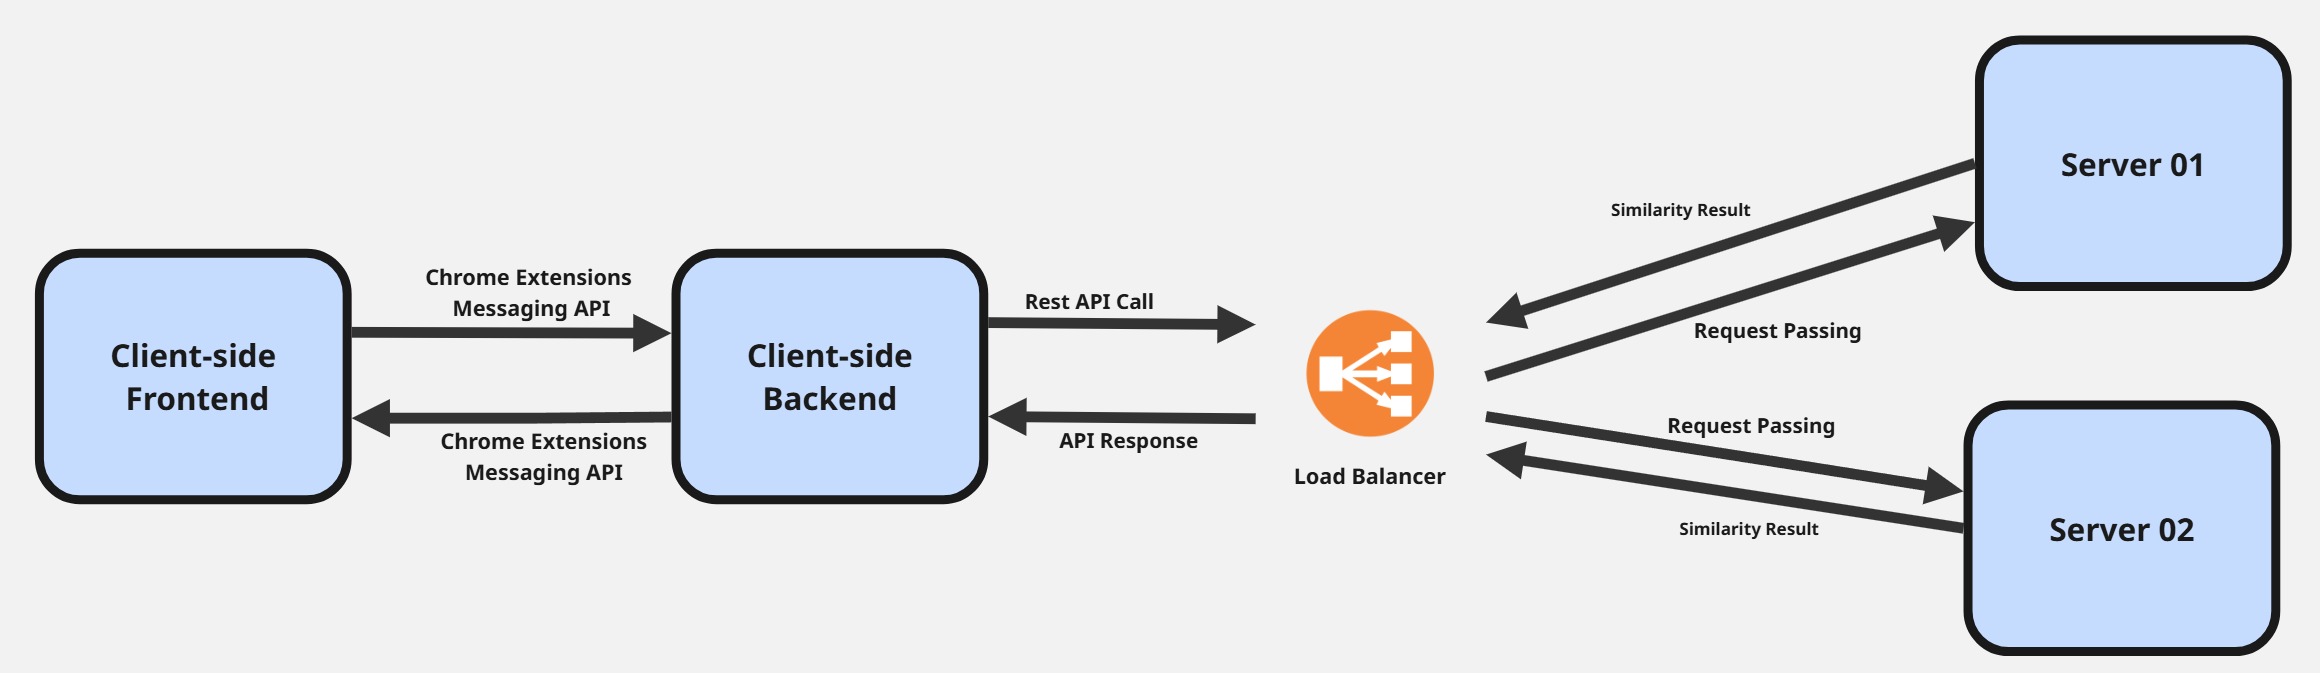 Client-side
Frontend
Chrome Extensions
Messaging API
Chrome Extensions
Messaging API
Client-side
Backend
Rest API Call
API Response
Load Balancer
Similarity Result
Request Passing
Request Passing
Similarity Result
Server 01
Server 02